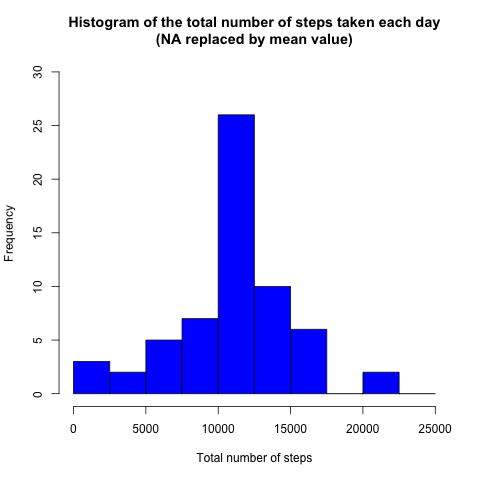 Histogram of the total number of steps taken each day
(NA replaced by mean value)
30
25
20
15
10
5
0
Frequency
0 5000 10000 15000 20000 25000
Total number of steps